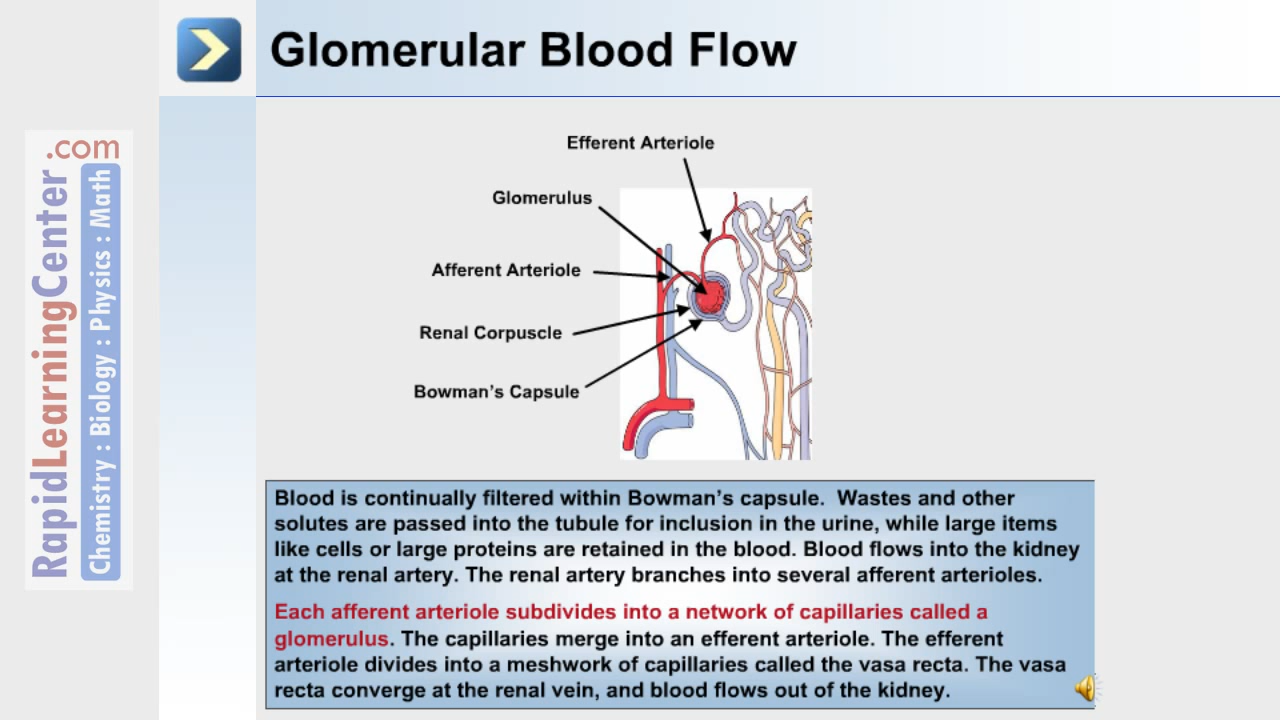 Glomerular Blood Flow
RapidLearningCenter.com
Chemistry : Biology : Physics : Math
Efferent Arteriole
Glomerulus
Afferent Arteriole
Renal Corpuscle
Bowman's Capsule
Blood is continually filtered within Bowman's capsule.  Wastes and other
solutes are passed into the tubule for inclusion in the urine, while large items
like cells or large proteins are retained in the blood. Blood flows into the kidney
at the renal artery. The renal artery branches into several afferent arterioles.
Each afferent arteriole subdivides into a network of capillaries called a
glomerulus. The capillaries merge into an efferent arteriole. The efferent
arteriole divides into a meshwork of capillaries called the vasa recta. The vasa
recta converge at the renal vein, and blood flows out of the kidney.